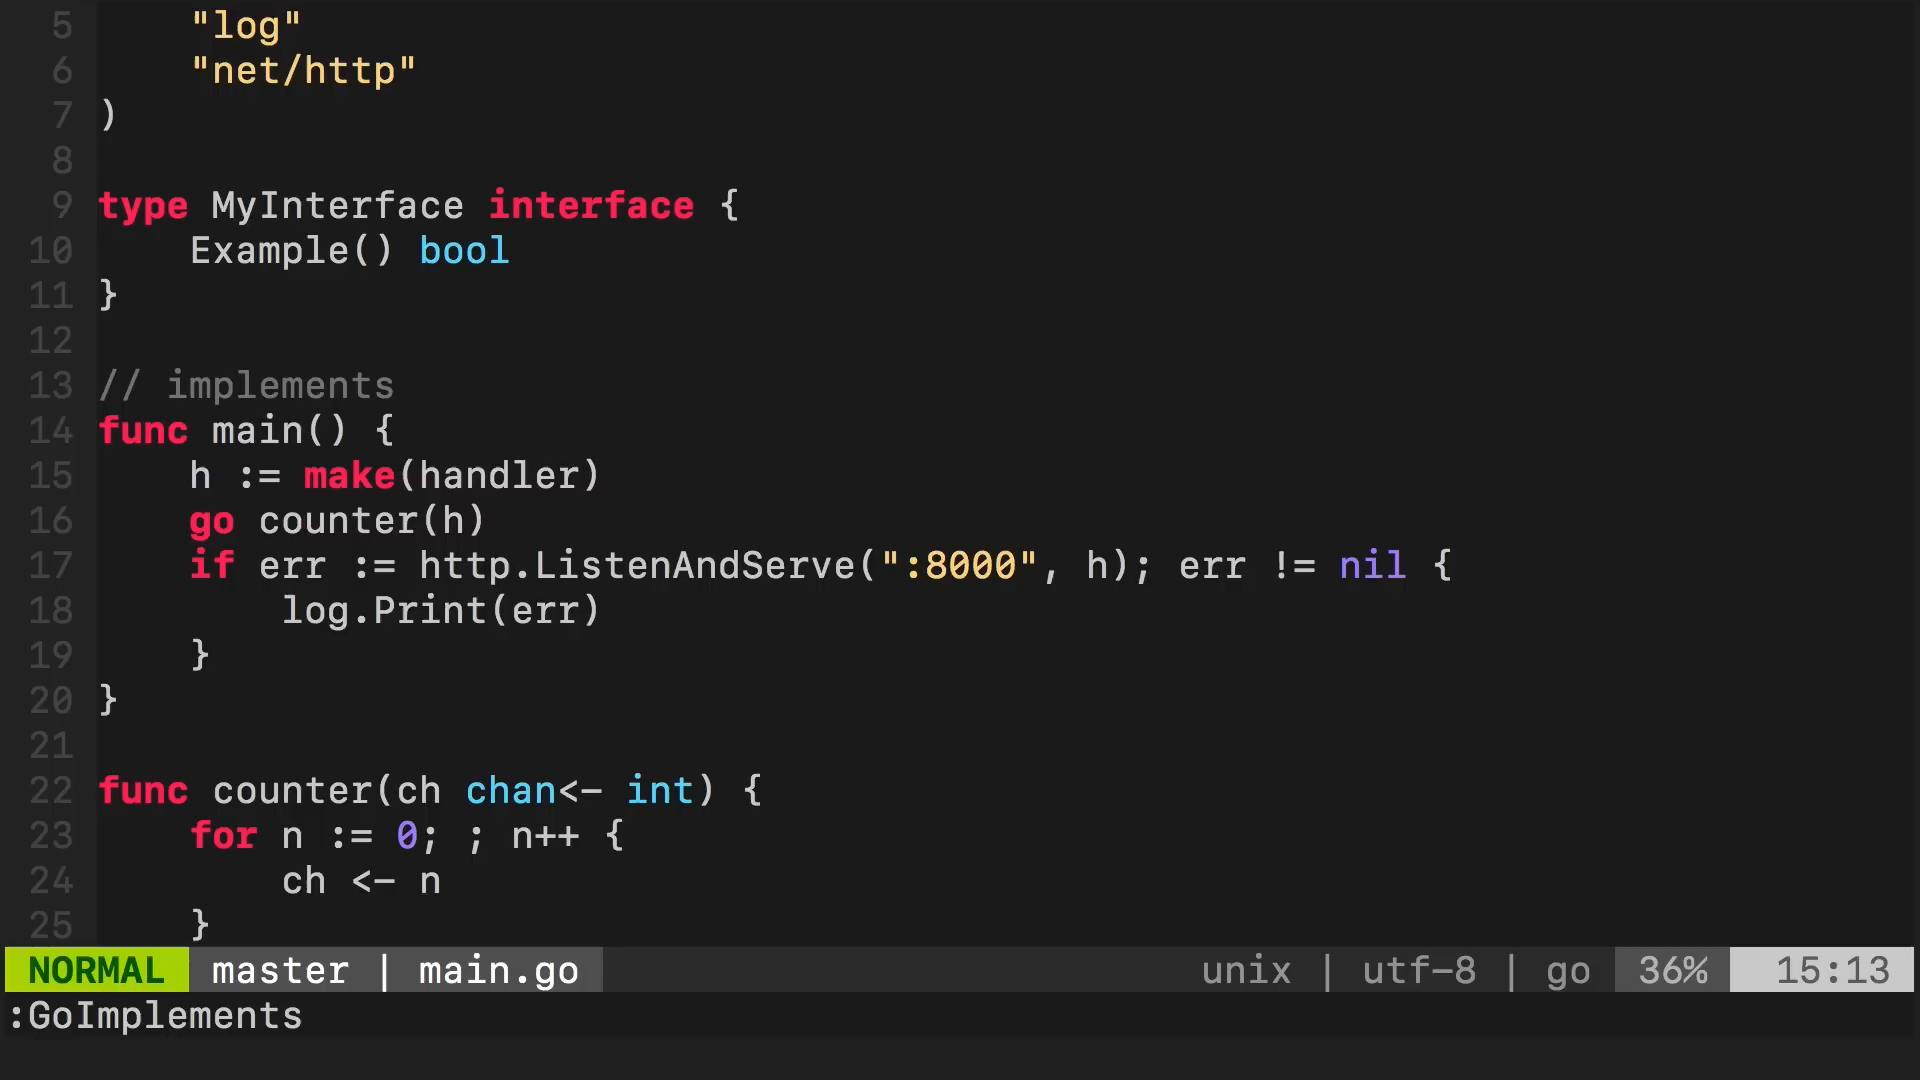 5 "log"
6 "net/http"
7 )
8
9 type MyInterface interface {
10 Example() bool
11 }
12
13 // implements
14 func main() {
15 h := make(handler)
16 go counter(h)
17 if err := http.ListenAndServe(":8000", h); err != nil {
18 log.Print(err)
19 }
20 }
21
22 func counter(ch chan<- int) {
23 for n := 0; ; n++ {
24 ch <- n
25 }
NORMAL master | main.go unix | utf-8 | go 36% 15:13
:GoImplements